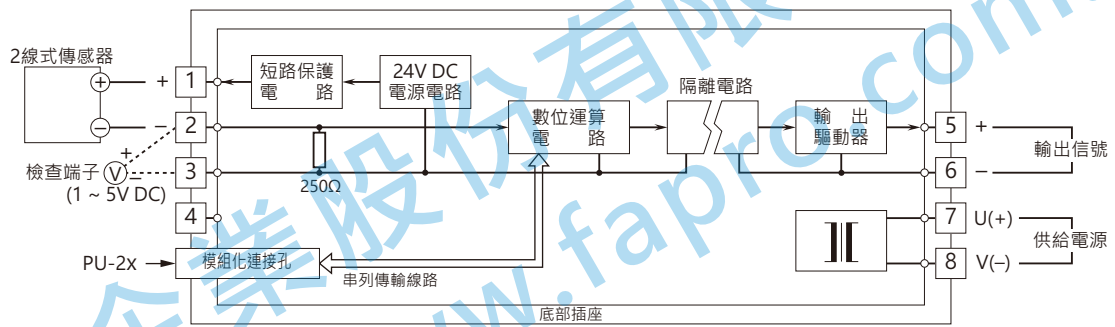 2線式傳感器
+
−
+ 1
− 2
3
4
短路保護
電 路
24V DC
電源電路
250Ω
數位運算
電 路
隔離電路
輸 出
驅動器
5 +
6 −
輸出信號
7 U(+)
8 V(−)
供給電源
+
V
−
檢查端子
(1 ~ 5V DC)
PU-2x
模組化連接孔
串列傳輸線路
底部插座
企業股份有限
www.fapro.com